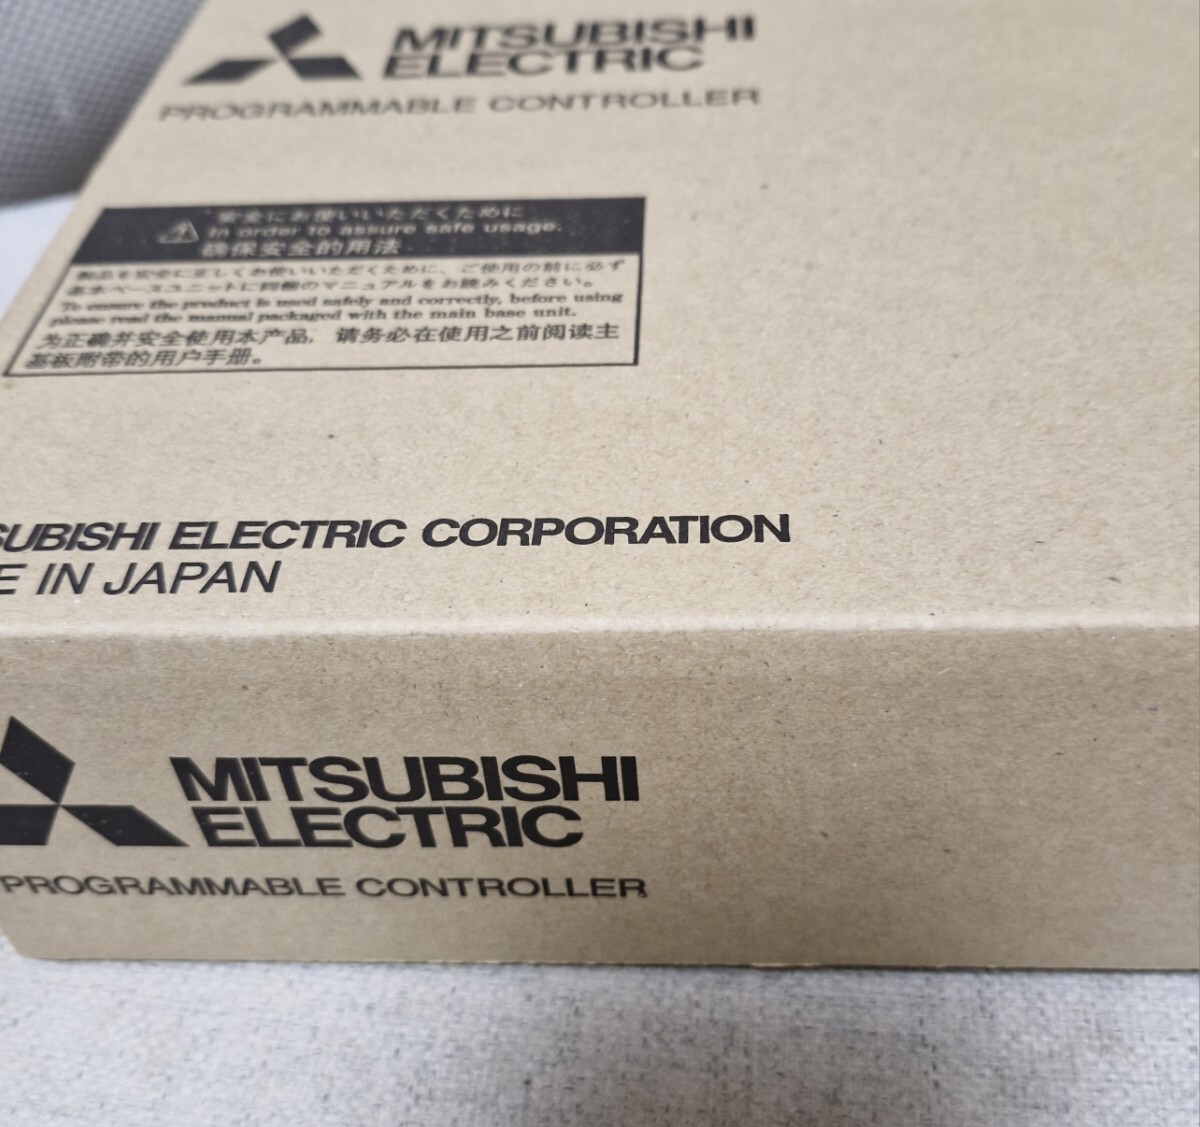 MITSUBISHI
ELECTRIC
PROGRAMMABLE CONTROLLER
安全にお使いいただくために
In order to assure safe usage.
确保安全的用法
製品を安全に正しくお使いいただくために、ご使用の前に必ず
基本ベースユニットに同梱のマニュアルをお読みください。
To ensure the product is used safely and correctly, before using
please read the manual packaged with the main base unit.
为正确并安全使用本产品，请务必在使用之前阅读主
基板附带的用户手册。
SUBISHI ELECTRIC CORPORATION
E IN JAPAN
MITSUBISHI
ELECTRIC
PROGRAMMABLE CONTROLLER